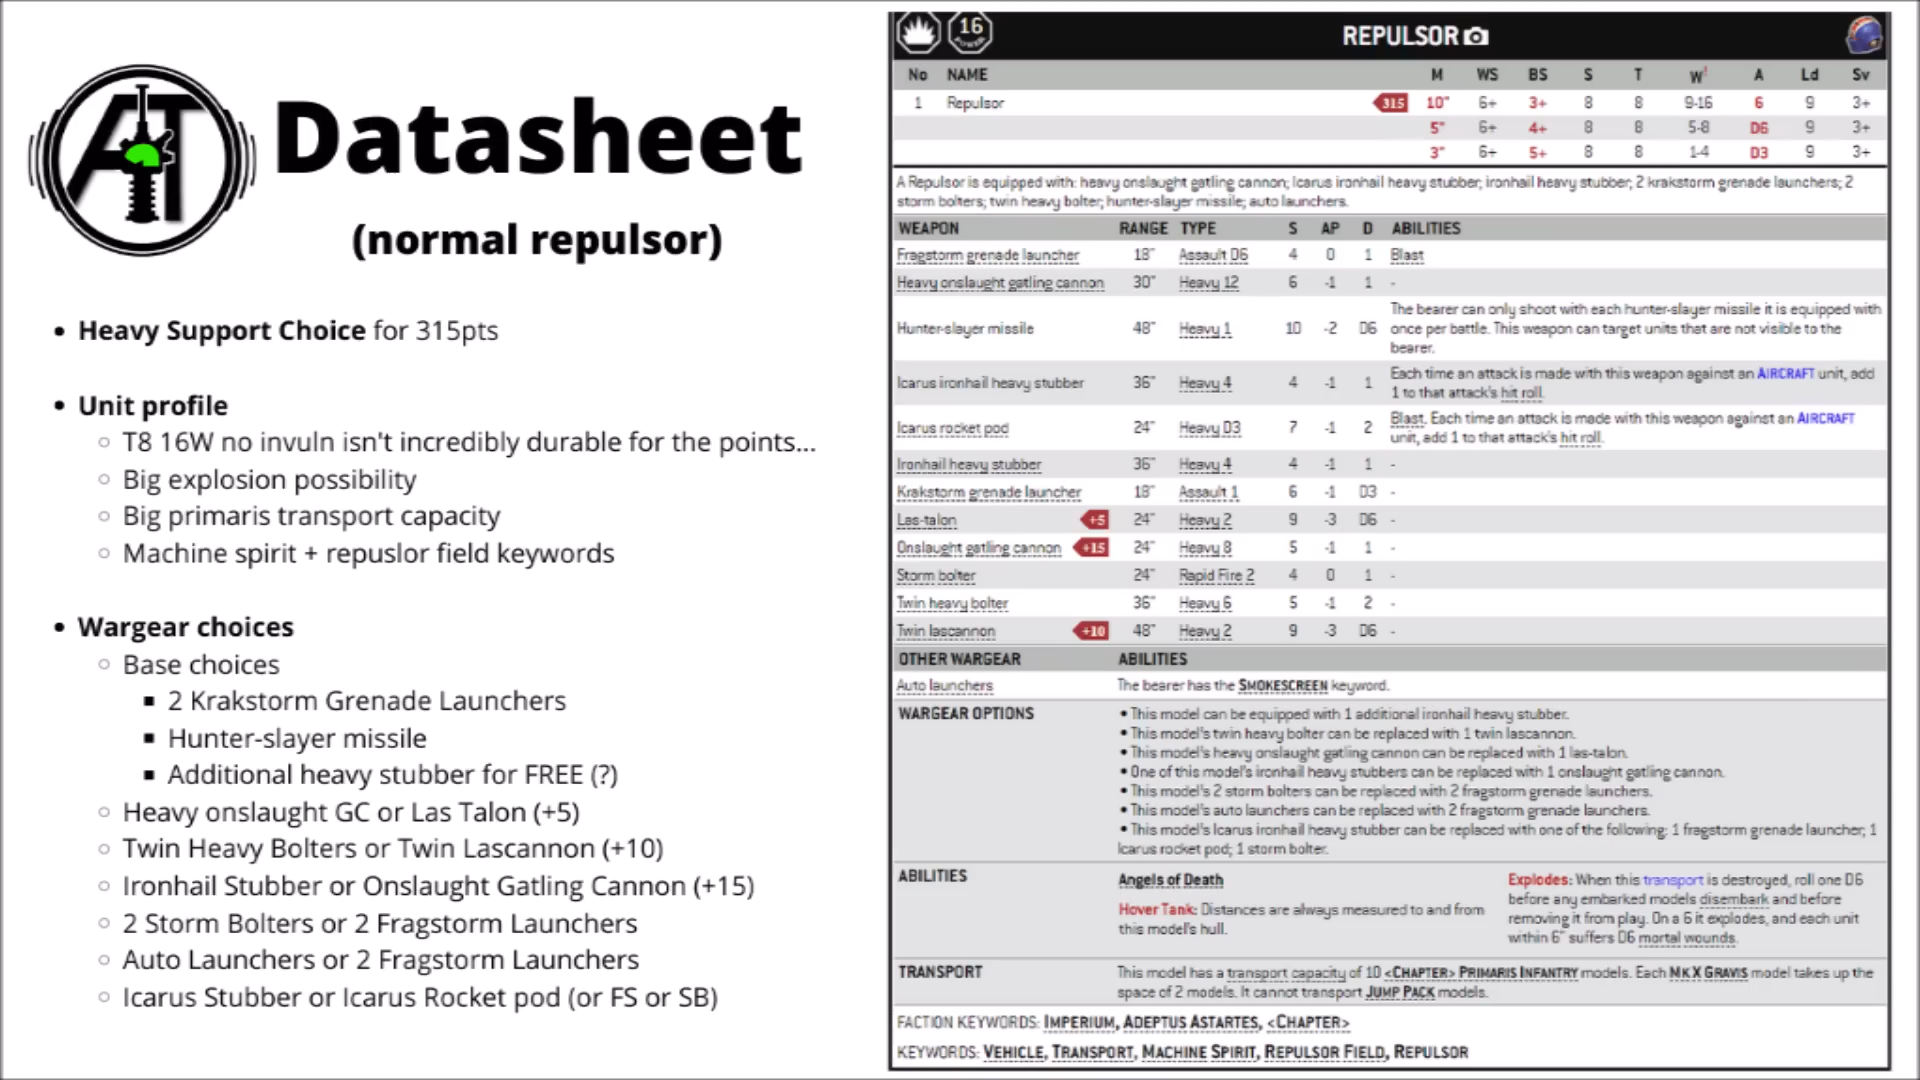 AT
Datasheet
(normal repulsor)
• Heavy Support Choice for 315pts
• Unit profile
○ T8 16W no invuln isn't incredibly durable for the points...
○ Big explosion possibility
○ Big primaris transport capacity
○ Machine spirit + repuslor field keywords
• Wargear choices
○ Base choices
▪ 2 Krakstorm Grenade Launchers
▪ Hunter-slayer missile
▪ Additional heavy stubber for FREE (?)
○ Heavy onslaught GC or Las Talon (+5)
○ Twin Heavy Bolters or Twin Lascannon (+10)
○ Ironhail Stubber or Onslaught Gatling Cannon (+15)
○ 2 Storm Bolters or 2 Fragstorm Launchers
○ Auto Launchers or 2 Fragstorm Launchers
○ Icarus Stubber or Icarus Rocket pod (or FS or SB)
16 POWER REPULSOR
No NAME M WS BS S T W A Ld Sv
1 Repulsor 315 10" 6+ 3+ 8 8 9-16 6 9 3+
5" 6+ 4+ 8 8 5-8 D6 9 3+
3" 6+ 5+ 8 8 1-4 D3 9 3+
A Repulsor is equipped with: heavy onslaught gatling cannon; Icarus ironhail heavy stubber; ironhail heavy stubber; 2 krakstorm grenade launchers; 2
storm bolters; twin heavy bolter; hunter-slayer missile; auto launchers.
WEAPON RANGE TYPE S AP D ABILITIES
Fragstorm grenade launcher 18" Assault D6 4 0 1 Blast
Heavy onslaught gatling cannon 30" Heavy 12 6 -1 1 -
Hunter-slayer missile 48" Heavy 1 10 -2 D6 The bearer can only shoot with each hunter-slayer missile it is equipped with
once per battle. This weapon can target units that are not visible to the
bearer.
Icarus ironhail heavy stubber 36" Heavy 4 4 -1 1 Each time an attack is made with this weapon against an AIRCRAFT unit, add
1 to that attack's hit roll.
Icarus rocket pod 24" Heavy D3 7 -1 2 Blast. Each time an attack is made with this weapon against an AIRCRAFT
unit, add 1 to that attack's hit roll.
Ironhail heavy stubber 36" Heavy 4 4 -1 1 -
Krakstorm grenade launcher 18" Assault 1 6 -1 D3 -
Las-talon +5 24" Heavy 2 9 -3 D6 -
Onslaught gatling cannon +15 24" Heavy 8 5 -1 1 -
Storm bolter 24" Rapid Fire 2 4 0 1 -
Twin heavy bolter 36" Heavy 6 5 -1 2 -
Twin lascannon +10 48" Heavy 2 9 -3 D6 -
OTHER WARGEAR ABILITIES
Auto launchers The bearer has the SMOKESCREEN keyword.
WARGEAR OPTIONS • This model can be equipped with 1 additional ironhail heavy stubber.
• This model's twin heavy bolter can be replaced with 1 twin lascannon.
• This model's heavy onslaught gatling cannon can be replaced with 1 las-talon.
• One of this model's ironhail heavy stubbers can be replaced with 1 onslaught gatling cannon.
• This model's 2 storm bolters can be replaced with 2 fragstorm grenade launchers.
• This model's auto launchers can be replaced with 2 fragstorm grenade launchers.
• This model's Icarus ironhail heavy stubber can be replaced with one of the following: 1 fragstorm grenade launcher; 1
Icarus rocket pod; 1 storm bolter.
ABILITIES
Angels of Death
Hover Tank: Distances are always measured to and from
this model's hull.
Explodes: When this transport is destroyed, roll one D6
before any embarked models disembark and before
removing it from play. On a 6 it explodes, and each unit
within 6" suffers D6 mortal wounds.
TRANSPORT This model has a transport capacity of 10 <CHAPTER> PRIMARIS INFANTRY models. Each MK X GRAVIS model takes up the
space of 2 models. It cannot transport JUMP PACK models.
FACTION KEYWORDS: IMPERIUM, ADEPTUS ASTARTES, <CHAPTER>
KEYWORDS: VEHICLE, TRANSPORT, MACHINE SPIRIT, REPULSOR FIELD, REPULSOR